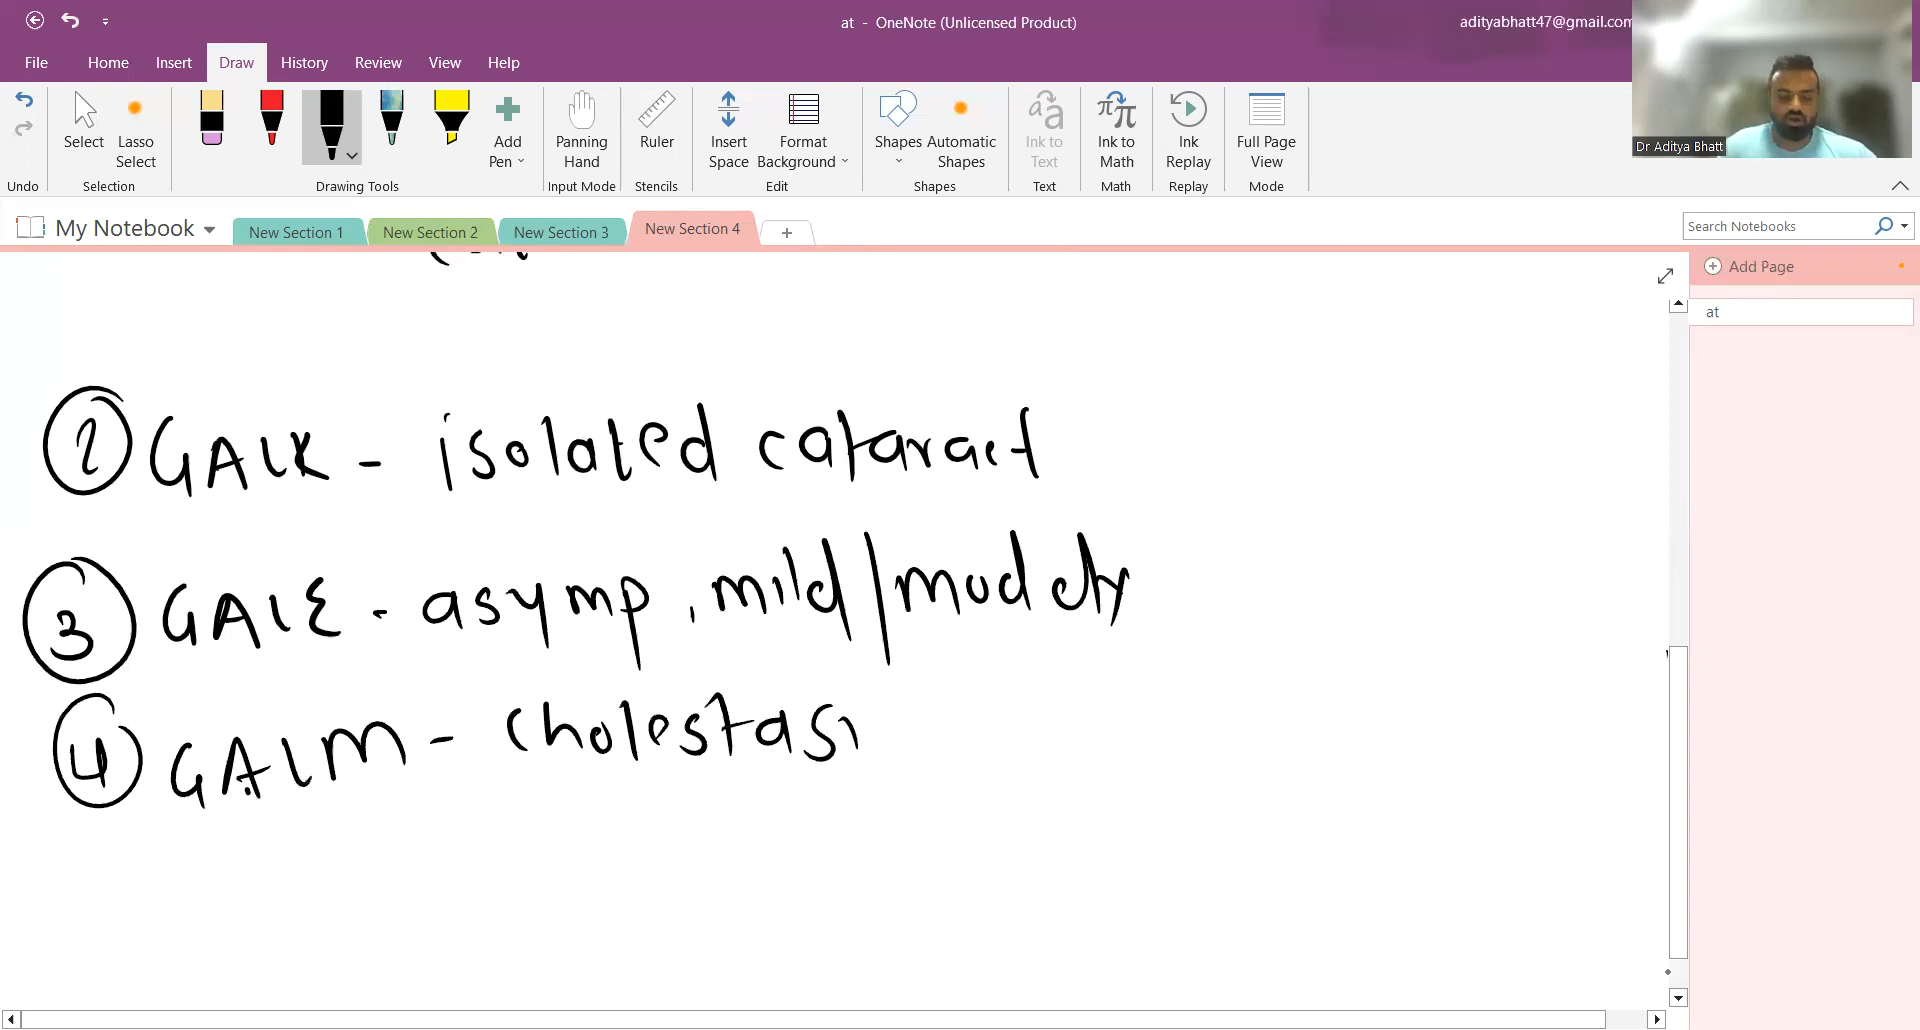 at - OneNote (Unlicensed Product)
adityabhatt47@gmail.com
File Home Insert Draw History Review View Help
Select Lasso Select
Add Pen
Panning Hand
Ruler
Insert Space Format Background
Shapes Automatic Shapes
Ink to Text
Ink to Math
Ink Replay
Full Page View
Dr Aditya Bhatt
Undo Selection Drawing Tools Input Mode Stencils Edit Shapes Text Math Replay Mode
My Notebook New Section 1 New Section 2 New Section 3 New Section 4
Search Notebooks
Add Page
at
2 GALK - isolated cataract
3 GALE - asymp, mild/mod
4 GALM - cholestasi